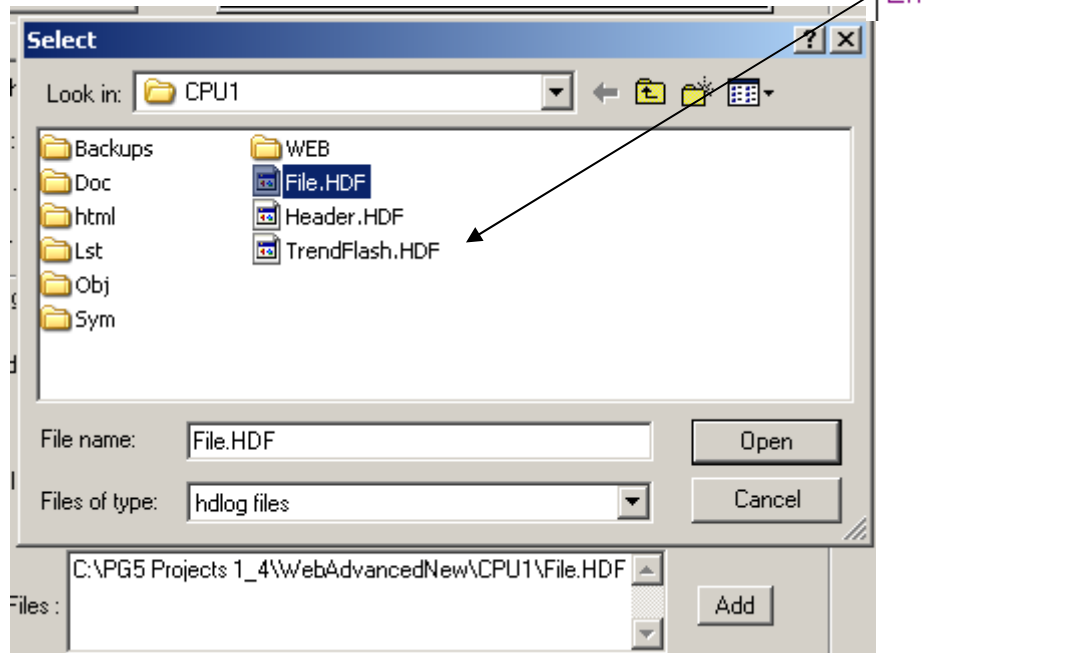 Select
Look in: CPU1
Backups
Doc
html
Lst
Obj
Sym
WEB
File.HDF
Header.HDF
TrendFlash.HDF
File name: File.HDF Open
Files of type: hdlog files Cancel
C:\PG5 Projects 1_4\WebAdvancedNew\CPU1\File.HDF
Files : Add